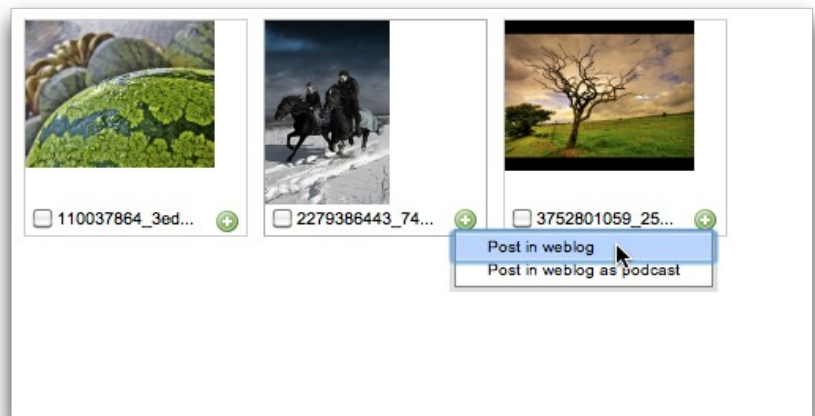 110037864_3ed...
2279386443_74...
3752801059_25...
Post in weblog
Post in weblog as podcast